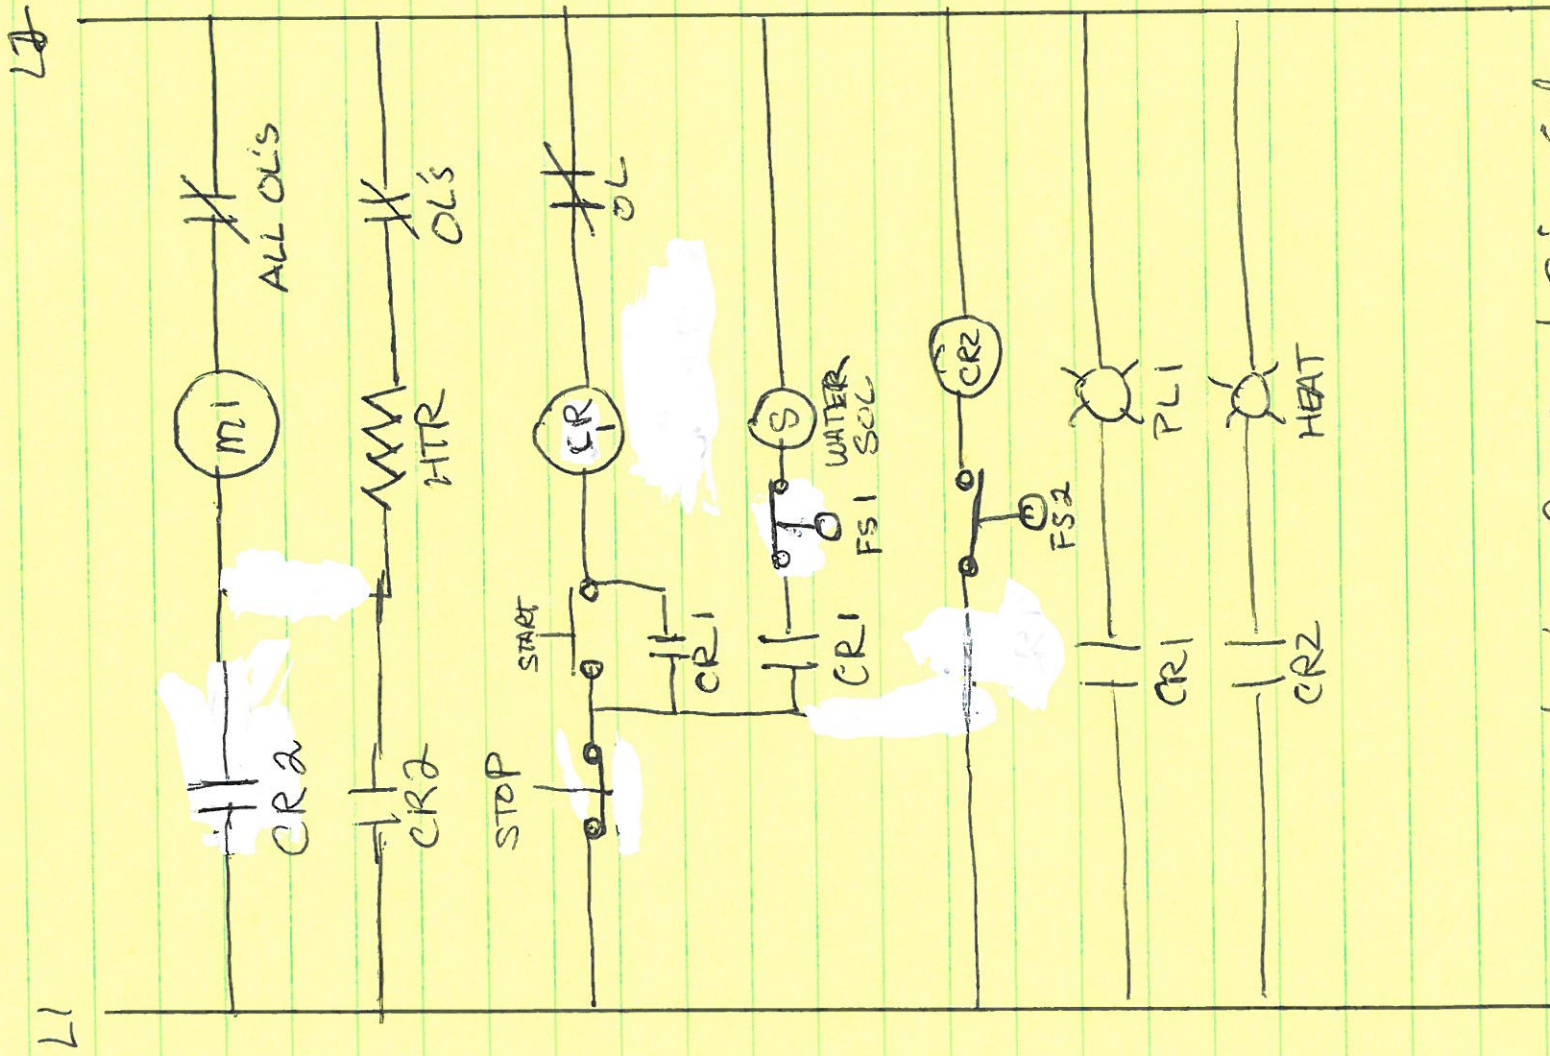 L1
L2
CR2
M1
ALL OL'S
CR2
HTR
OL'S
STOP
START
CR1
OL
CR1
CR1
S
WATER
SOL
FS1
CR2
FS2
CR1
PL1
CR2
HEAT